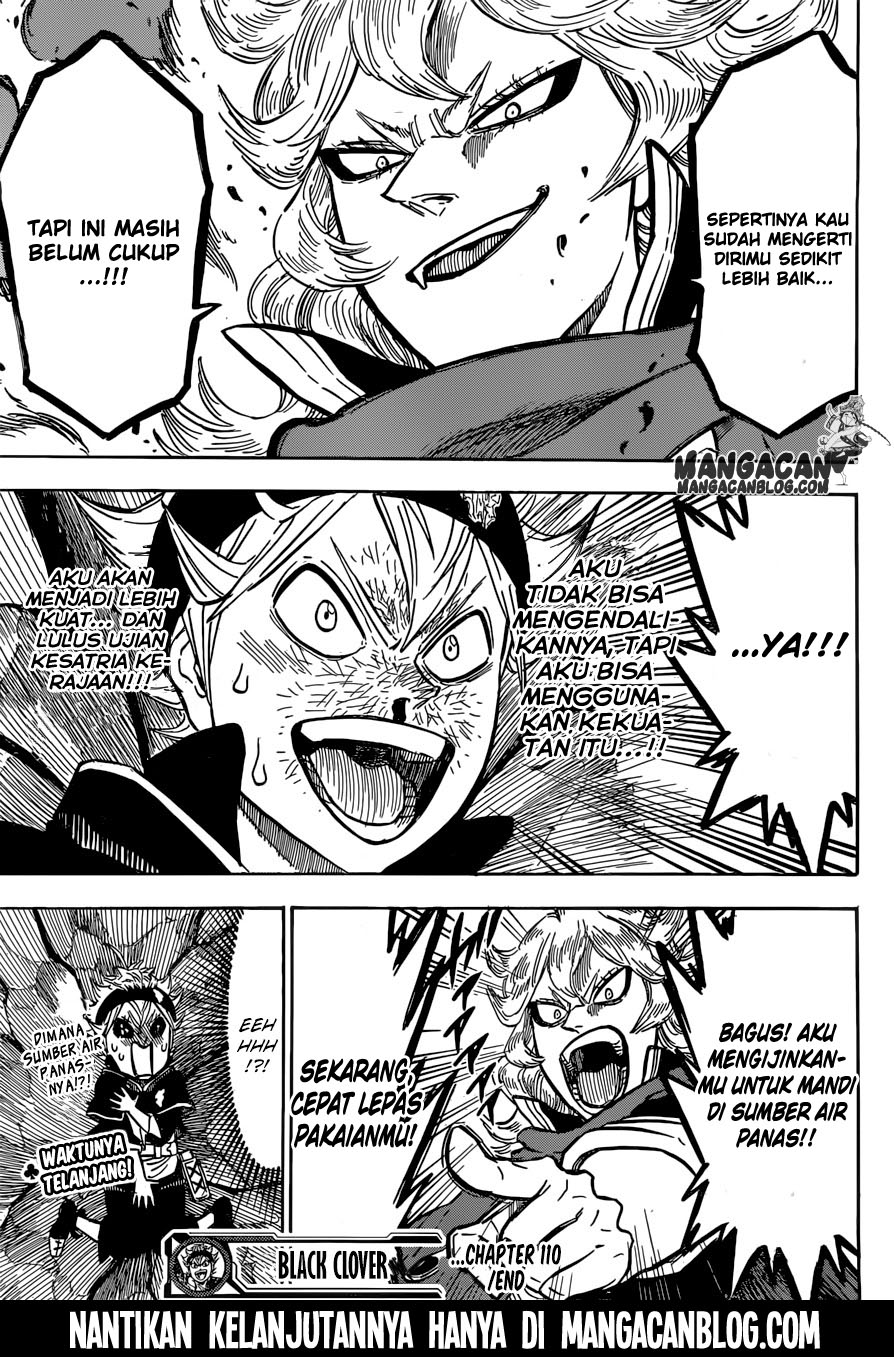 SEPERTINYA KAU
SUDAH MENGERTI
DIRIMU SEDIKIT
LEBIH BAIK...
TAPI INI MASIH
BELUM CUKUP
...!!!
MANGACAN
MANGACANBLOG.COM
...YA!!!
AKU
TIDAK BISA
MENGENDALI-
KANNYA, TAPI
AKU BISA
MENGGUNA-
KAN KEKUA-
TAN ITU...!!
AKU AKAN
MENJADI LEBIH
KUAT... DAN
LULUS UJIAN
KESATRIA KE-
RAJAAN!!!
BAGUS! AKU
MENGIJINKAN-
MU UNTUK MANDI
DI SUMBER AIR
PANAS!!
SEKARANG,
CEPAT LEPAS
PAKAIANMU!
EEH
HHH
!?!
DIMANA
SUMBER AIR
PANAS-
NYA!?!
WAKTUNYA
TELANJANG!
BLACK CLOVER
...CHAPTER 110
/END
NANTIKAN KELANJUTANNYA HANYA DI MANGACANBLOG.COM